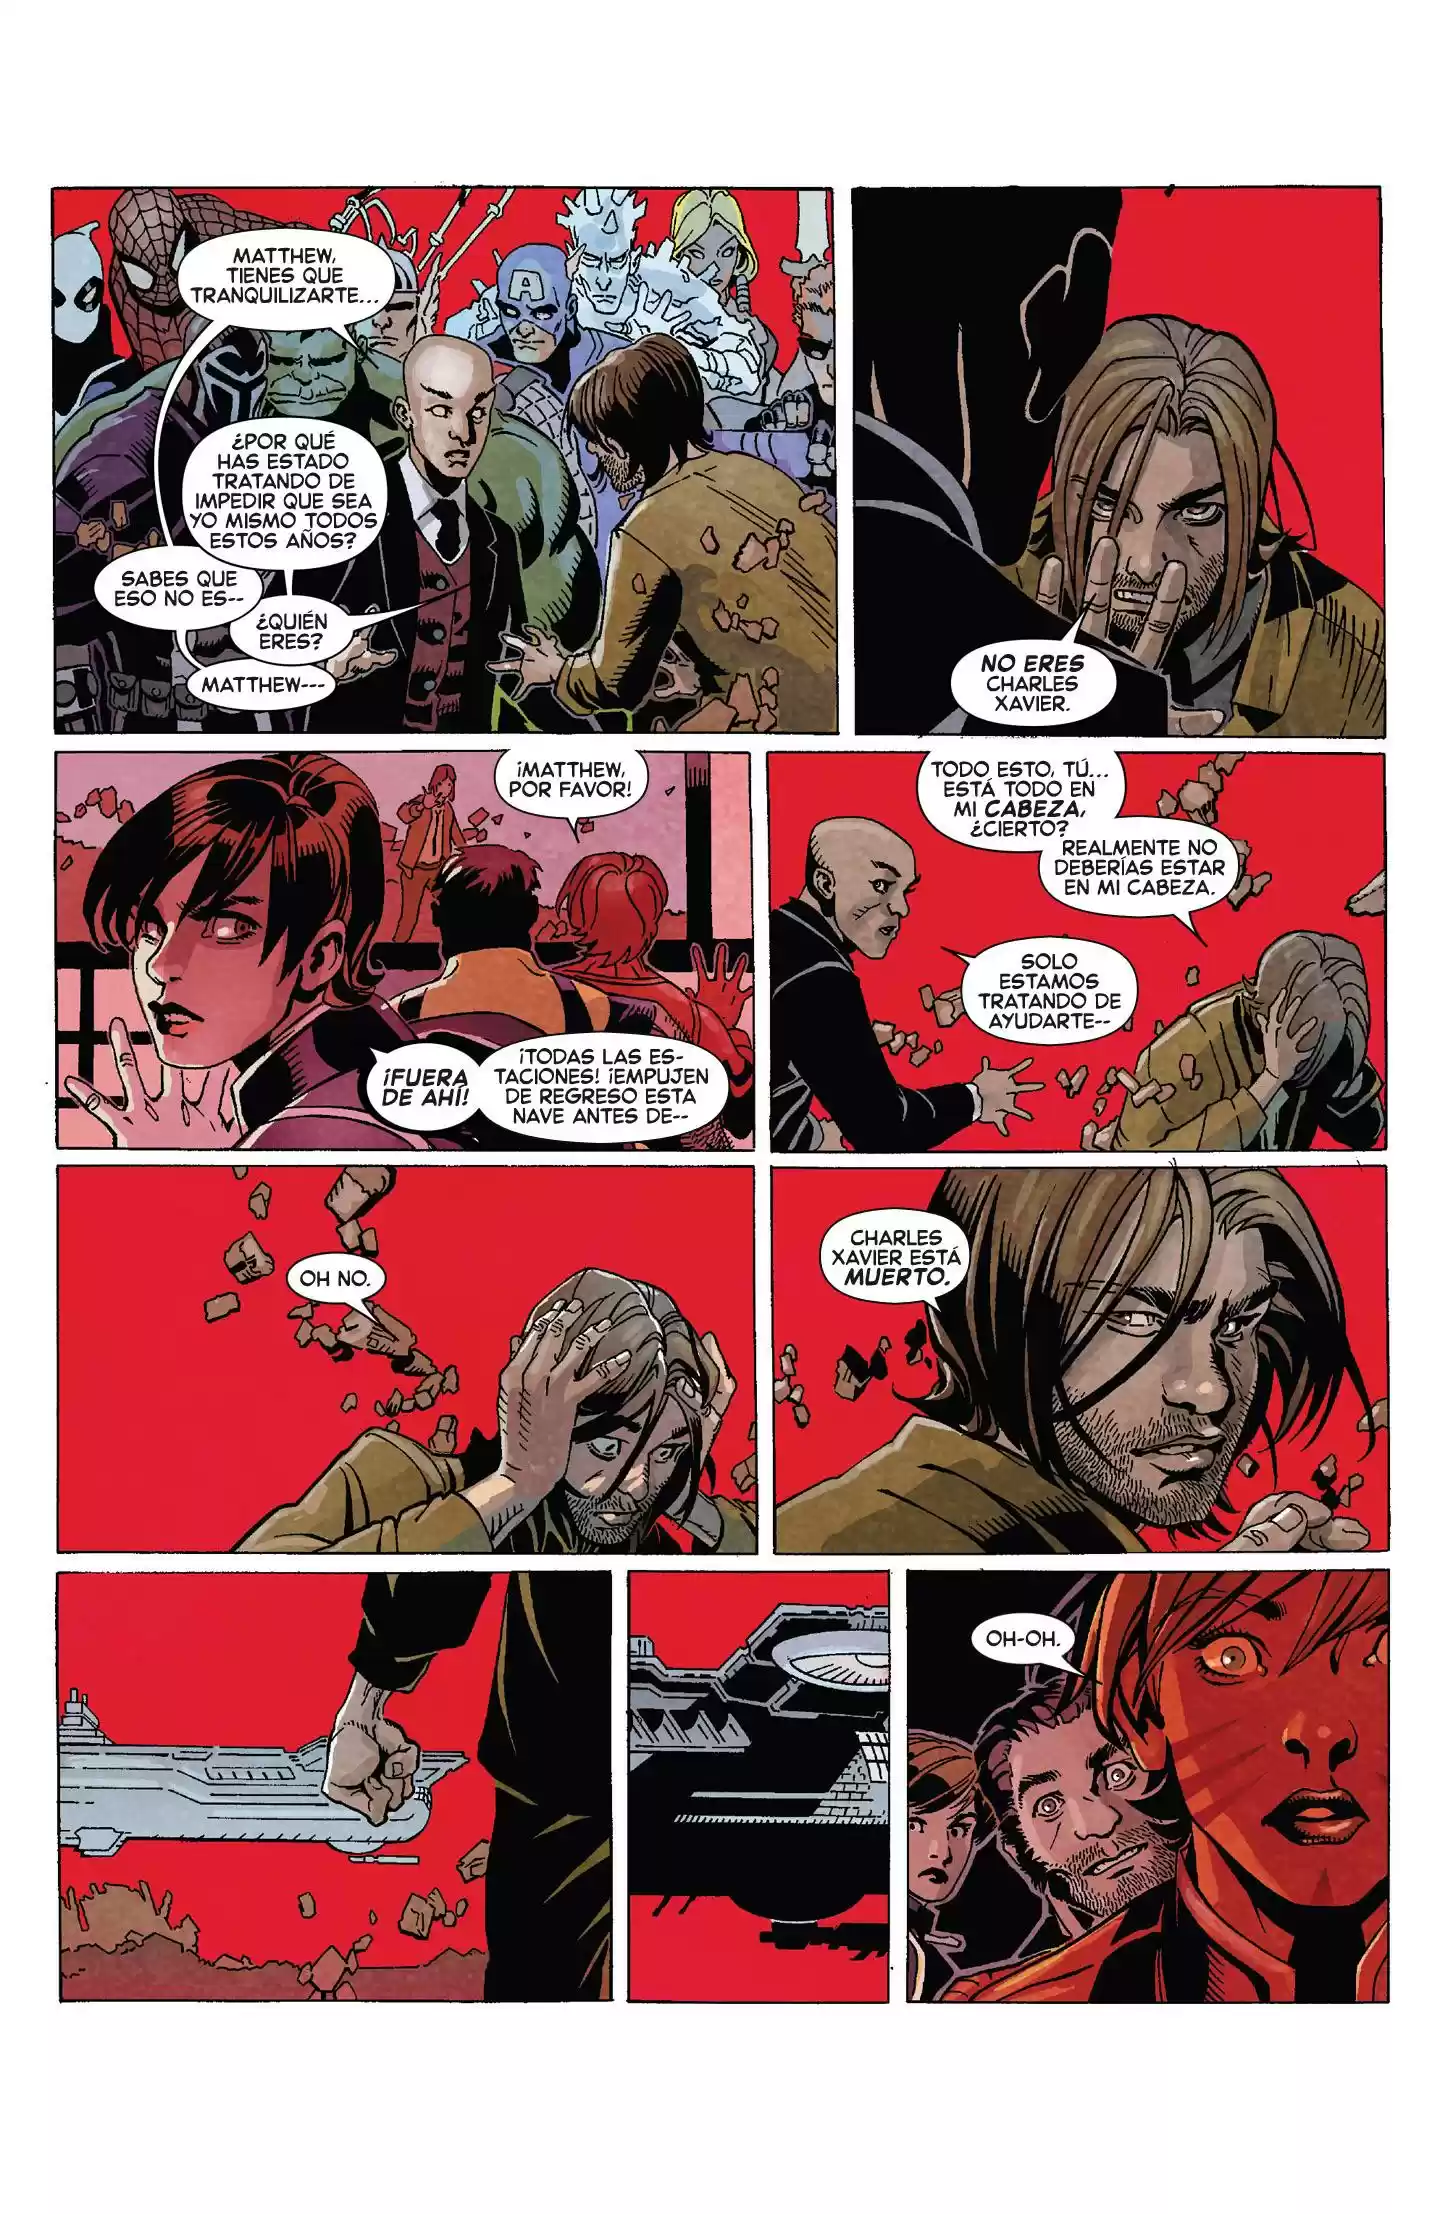 MATTHEW,
TIENES QUE
TRANQUILIZARTE...
¿POR QUÉ
HAS ESTADO
TRATANDO DE
IMPEDIR QUE SEA
YO MISMO TODOS
ESTOS AÑOS?
SABES QUE
ESO NO ES--
¿QUIÉN
ERES?
MATTHEW---
NO ERES
CHARLES
XAVIER.
¡MATTHEW,
POR FAVOR!
¡FUERA
DE AHÍ!
¡TODAS LAS ES-
TACIONES! ¡EMPUJEN
DE REGRESO ESTA
NAVE ANTES DE--
TODO ESTO, TÚ...
ESTÁ TODO EN
MI CABEZA,
¿CIERTO?
REALMENTE NO
DEBERÍAS ESTAR
EN MI CABEZA.
SOLO
ESTAMOS
TRATANDO DE
AYUDARTE--
OH NO.
CHARLES
XAVIER ESTÁ
MUERTO.
OH-OH.